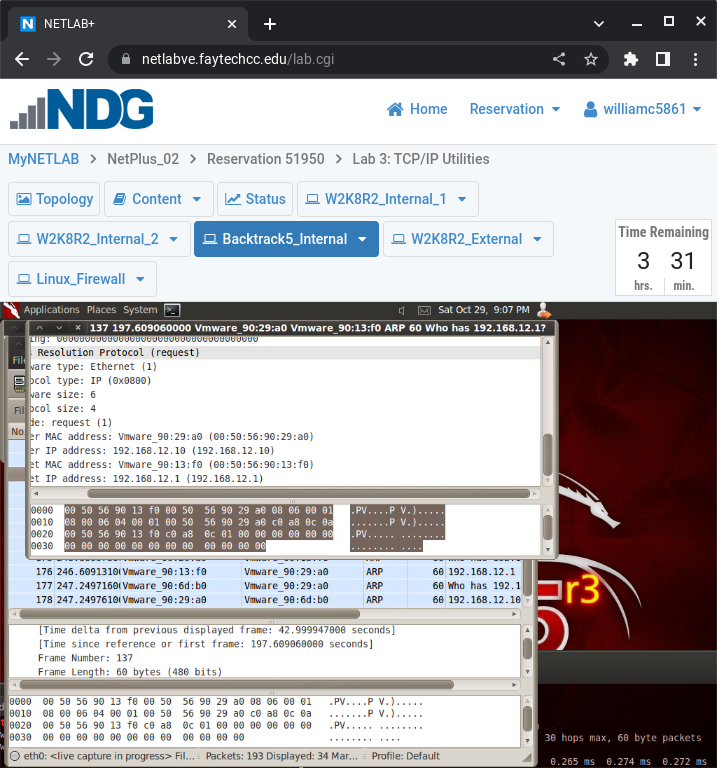 NETLAB+
netlabve.faytechcc.edu/lab.cgi
NDG
Home Reservation williamc5861
MyNETLAB > NetPlus_02 > Reservation 51950 > Lab 3: TCP/IP Utilities
Topology Content Status W2K8R2_Internal_1
W2K8R2_Internal_2 Backtrack5_Internal W2K8R2_External
Linux_Firewall
Time Remaining
3 31
hrs. min.
Applications Places System Sat Oct 29, 9:07 PM
137 197.609060000 Vmware_90:29:a0 Vmware_90:13:f0 ARP 60 Who has 192.168.12.1?
File
Fil
No.
ing: 000000000000000000000000000000000000
s Resolution Protocol (request)
ware type: Ethernet (1)
ocol type: IP (0x0800)
ware size: 6
ocol size: 4
de: request (1)
er MAC address: Vmware_90:29:a0 (00:50:56:90:29:a0)
er IP address: 192.168.12.10 (192.168.12.10)
et MAC address: Vmware_90:13:f0 (00:50:56:90:13:f0)
et IP address: 192.168.12.1 (192.168.12.1)
0000 00 50 56 90 13 f0 00 50 56 90 29 a0 08 06 00 01 .PV....P V.).....
0010 08 00 06 04 00 01 00 50 56 90 29 a0 c0 a8 0c 0a .......P V.).....
0020 00 50 56 90 13 f0 c0 a8 0c 01 00 00 00 00 00 00 .PV..... ........
0030 00 00 00 00 00 00 00 00 00 00 00 00 ........ ....
176 246.6091310 Vmware_90:13:f0 Vmware_90:29:a0 ARP 60 192.168.12.1
177 247.2497160 Vmware_90:6d:b0 Vmware_90:29:a0 ARP 60 Who has 192.1
178 247.2497610 Vmware_90:29:a0 Vmware_90:6d:b0 ARP 60 192.168.12.10
5 r3
[Time delta from previous displayed frame: 42.999947000 seconds]
[Time since reference or first frame: 197.609060000 seconds]
Frame Number: 137
Frame Length: 60 bytes (480 bits)
0000 00 50 56 90 13 f0 00 50 56 90 29 a0 08 06 00 01 .PV....P V.).....
0010 08 00 06 04 00 01 00 50 56 90 29 a0 c0 a8 0c 0a .......P V.).....
0020 00 50 56 90 13 f0 c0 a8 0c 01 00 00 00 00 00 00 .PV..... ........
0030 00 00 00 00 00 00 00 00 00 00 00 00 ........ ....
eth0: <live capture in progress> Fil... Packets: 193 Displayed: 34 Mar... Profile: Default
30 hops max, 60 byte packets
0.265 ms 0.274 ms 0.272 ms